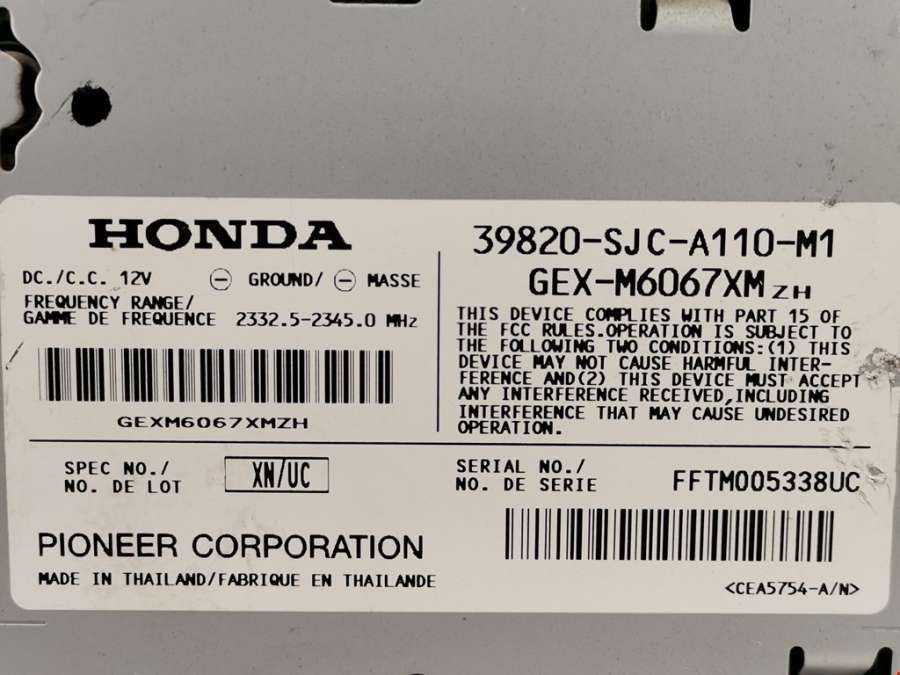 HONDA
DC./C.C. 12V ⊖ GROUND/ ⊖ MASSE
FREQUENCY RANGE/
GAMME DE FREQUENCE 2332.5-2345.0 MHz
GEXM6067XMZH
39820-SJC-A110-M1
GEX-M6067XM ZH
THIS DEVICE COMPLIES WITH PART 15 OF
THE FCC RULES.OPERATION IS SUBJECT TO
THE FOLLOWING TWO CONDITIONS:(1) THIS
DEVICE MAY NOT CAUSE HARMFUL INTER-
FERENCE AND(2) THIS DEVICE MUST ACCEPT
ANY INTERFERENCE RECEIVED,INCLUDING
INTERFERENCE THAT MAY CAUSE UNDESIRED
OPERATION.
SPEC NO./
NO. DE LOT
XN/UC
SERIAL NO./
NO. DE SERIE
FFTM005338UC
PIONEER CORPORATION
MADE IN THAILAND/FABRIQUE EN THAILANDE
<CEA5754-A/N>